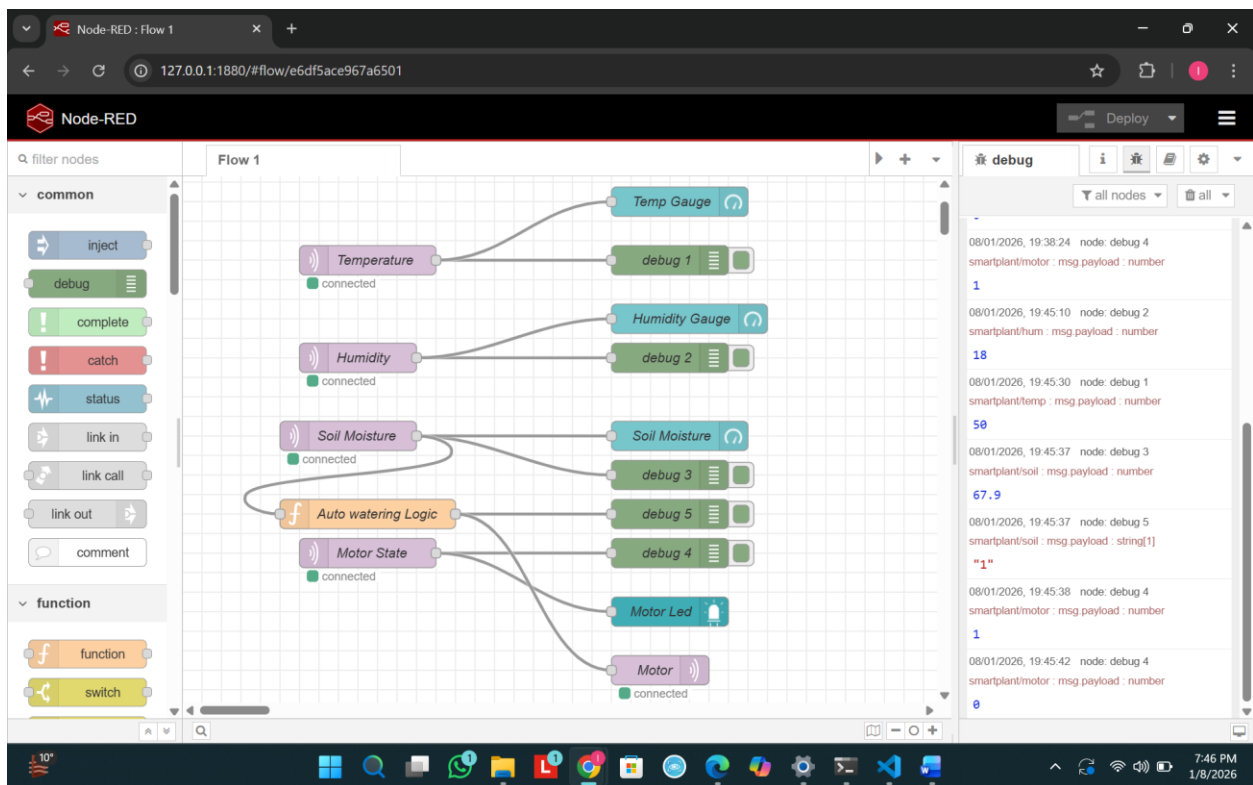 Node-RED : Flow 1
127.0.0.1:1880/#flow/e6df5ace967a6501
I
Node-RED
Deploy
filter nodes
common
inject
debug
complete
catch
status
link in
link call
link out
comment
function
function
switch
Flow 1
Temp Gauge
Temperature
connected
debug 1
Humidity Gauge
Humidity
connected
debug 2
Soil Moisture
connected
Soil Moisture
debug 3
Auto watering Logic
debug 5
Motor State
connected
debug 4
Motor Led
Motor
connected
debug
i
all nodes
all
08/01/2026, 19:38:24 node: debug 4
smartplant/motor : msg.payload : number
1
08/01/2026, 19:45:10 node: debug 2
smartplant/hum : msg.payload : number
18
08/01/2026, 19:45:30 node: debug 1
smartplant/temp : msg.payload : number
50
08/01/2026, 19:45:37 node: debug 3
smartplant/soil : msg.payload : number
67.9
08/01/2026, 19:45:37 node: debug 5
smartplant/soil : msg.payload : string[1]
"1"
08/01/2026, 19:45:38 node: debug 4
smartplant/motor : msg.payload : number
1
08/01/2026, 19:45:42 node: debug 4
smartplant/motor : msg.payload : number
0
10°
1
L
1
7:46 PM
1/8/2026